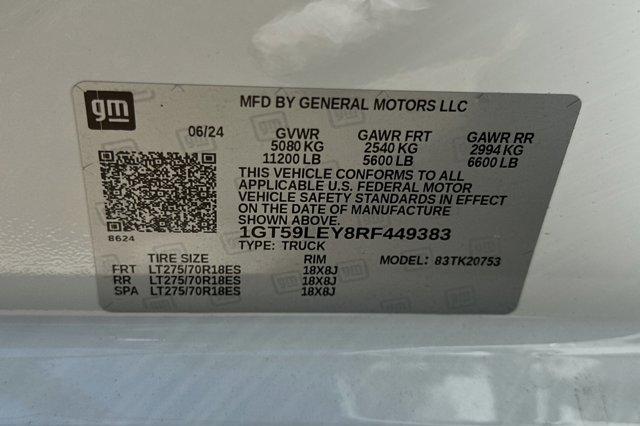 gm
MFD BY GENERAL MOTORS LLC
06/24 GVWR GAWR FRT GAWR RR
5080 KG 2540 KG 2994 KG
11200 LB 5600 LB 6600 LB
THIS VEHICLE CONFORMS TO ALL
APPLICABLE U.S. FEDERAL MOTOR
VEHICLE SAFETY STANDARDS IN EFFECT
ON THE DATE OF MANUFACTURE
SHOWN ABOVE.
8624
1GT59LEY8RF449383
TYPE: TRUCK
MODEL: 83TK20753
TIRE SIZE RIM
FRT LT275/70R18ES 18X8J
RR LT275/70R18ES 18X8J
SPA LT275/70R18ES 18X8J